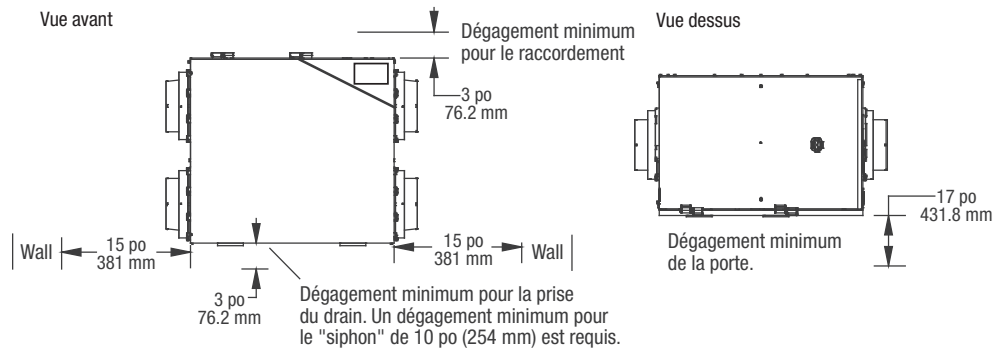 Vue avant
Dégagement minimum
pour le raccordement
3 po
76.2 mm
Wall
15 po
381 mm
15 po
381 mm
Wall
3 po
76.2 mm
Dégagement minimum pour la prise
du drain. Un dégagement minimum pour
le "siphon" de 10 po (254 mm) est requis.
Vue dessus
17 po
431.8 mm
Dégagement minimum
de la porte.